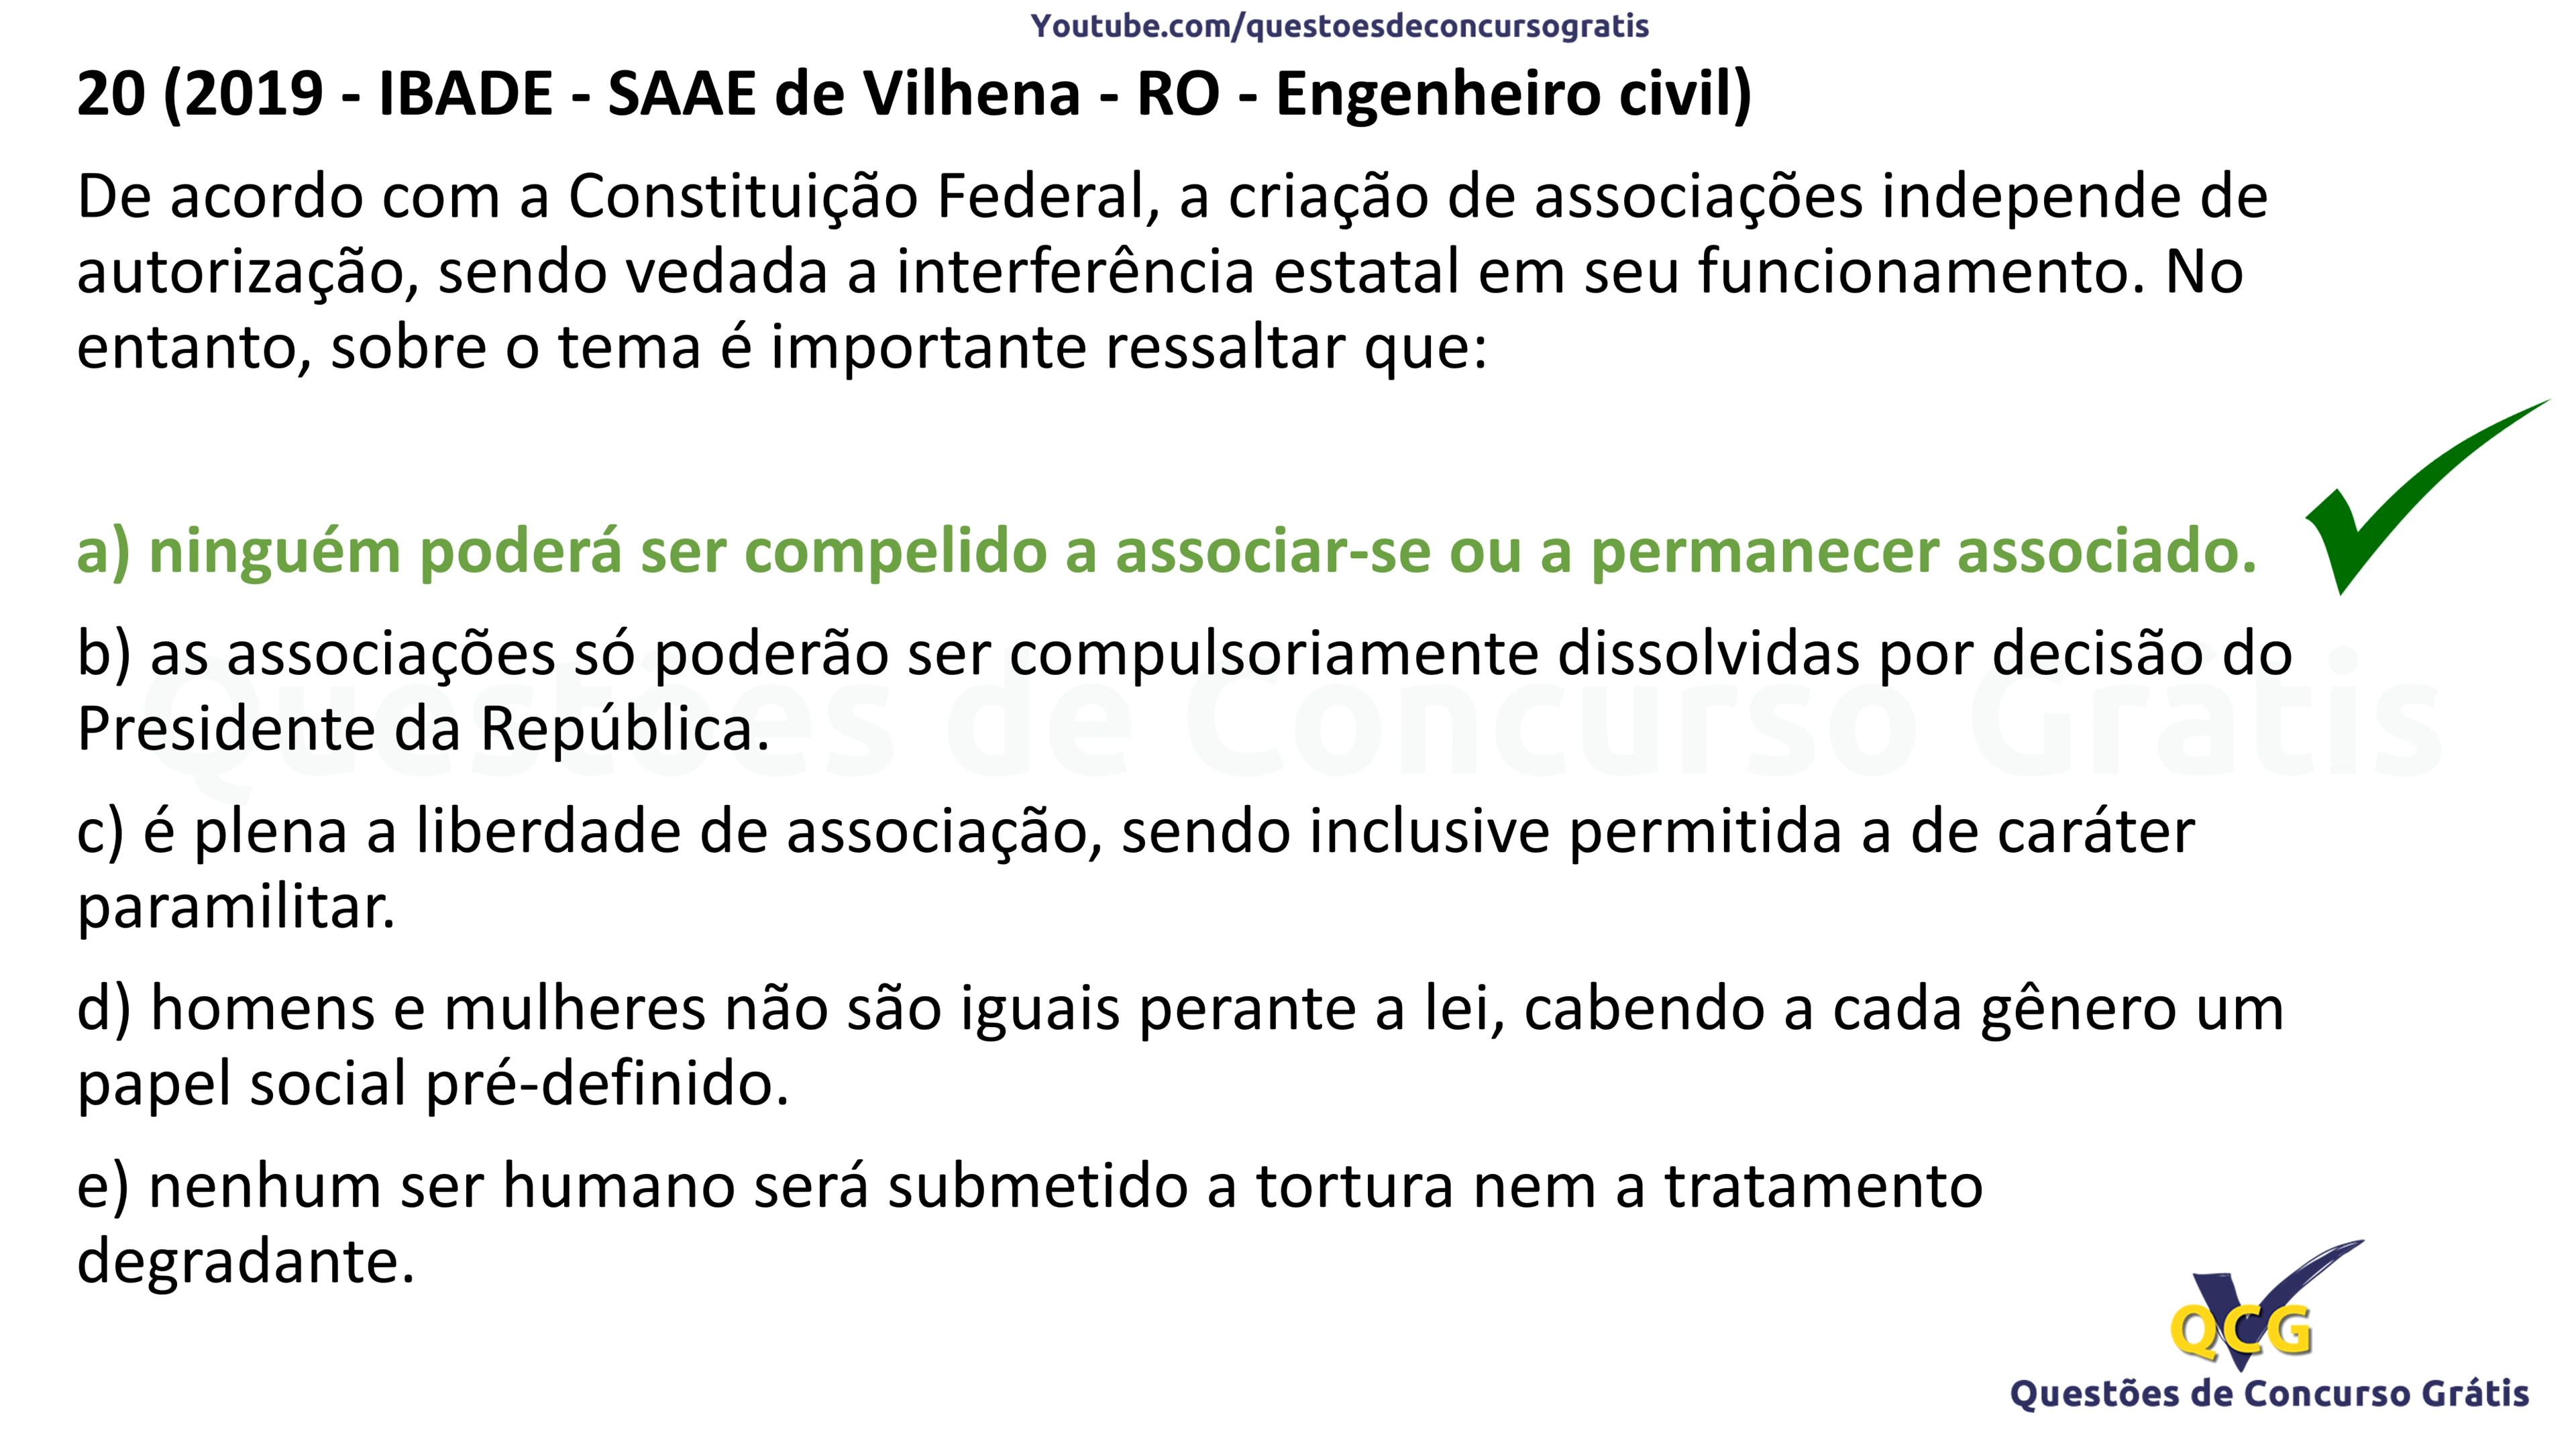 Youtube.com/questoesdeconcursogratis
20 (2019 - IBADE - SAAE de Vilhena - RO - Engenheiro civil)
De acordo com a Constituição Federal, a criação de associações independe de
autorização, sendo vedada a interferência estatal em seu funcionamento. No
entanto, sobre o tema é importante ressaltar que:
a) ninguém poderá ser compelido a associar-se ou a permanecer associado.
b) as associações só poderão ser compulsoriamente dissolvidas por decisão do
Presidente da República.
Questões de Concurso Grátis
c) é plena a liberdade de associação, sendo inclusive permitida a de caráter
paramilitar.
d) homens e mulheres não são iguais perante a lei, cabendo a cada gênero um
papel social pré-definido.
e) nenhum ser humano será submetido a tortura nem a tratamento
degradante.
QCG
Questões de Concurso Grátis